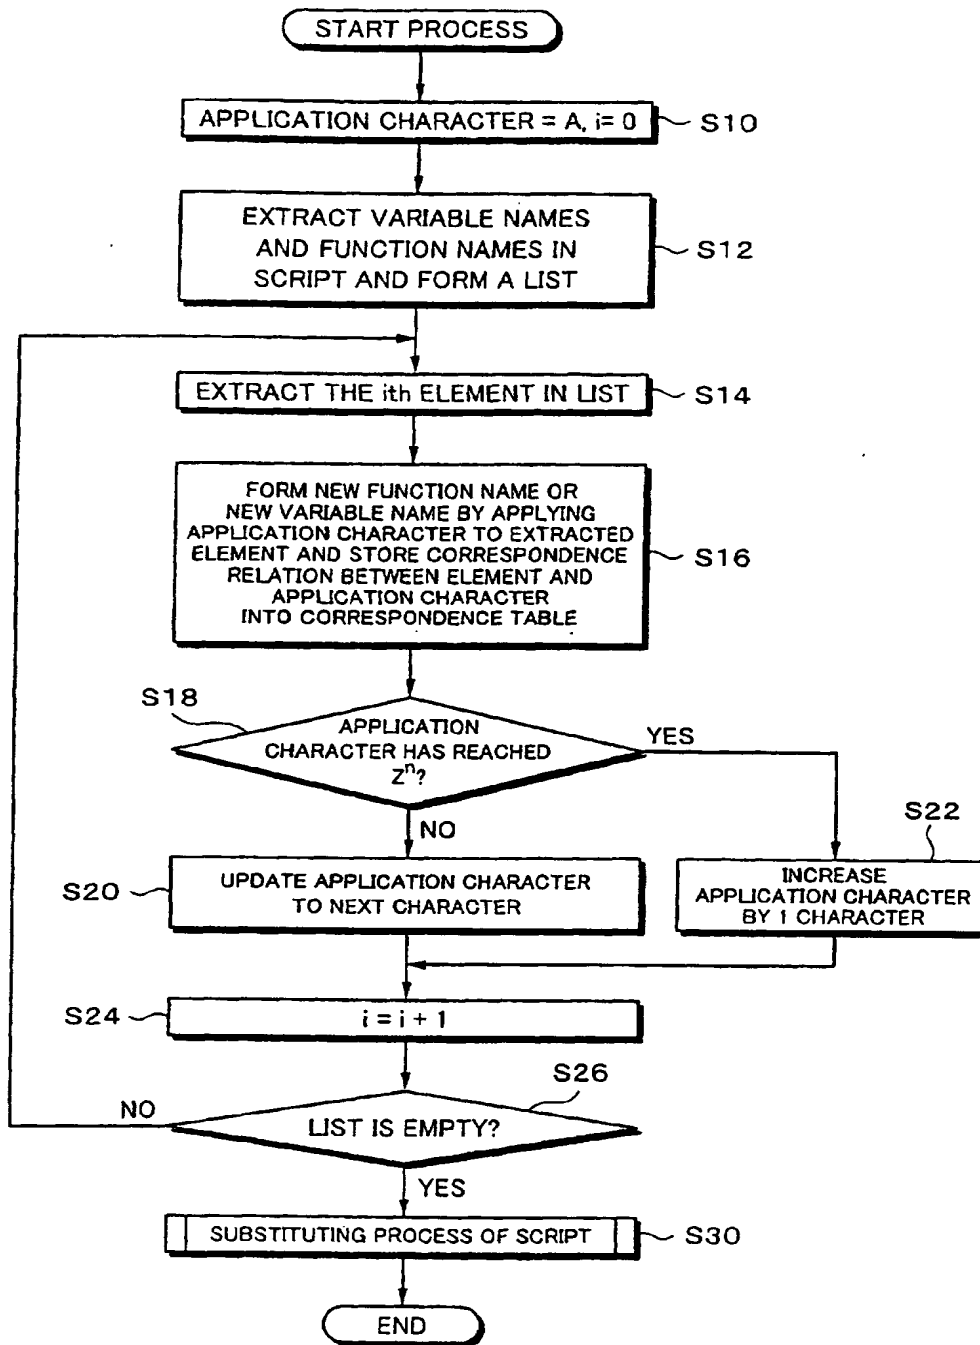 START PROCESS
APPLICATION CHARACTER = A, i= 0
S10
EXTRACT VARIABLE NAMES
AND FUNCTION NAMES IN
SCRIPT AND FORM A LIST
S12
EXTRACT THE ith ELEMENT IN LIST
S14
FORM NEW FUNCTION NAME OR
NEW VARIABLE NAME BY APPLYING
APPLICATION CHARACTER TO EXTRACTED
ELEMENT AND STORE CORRESPONDENCE
RELATION BETWEEN ELEMENT AND
APPLICATION CHARACTER
INTO CORRESPONDENCE TABLE
S16
S18
APPLICATION
CHARACTER HAS REACHED
Zⁿ?
YES
NO
S22
S20
UPDATE APPLICATION CHARACTER
TO NEXT CHARACTER
INCREASE
APPLICATION CHARACTER
BY 1 CHARACTER
S24
i = i + 1
S26
NO
LIST IS EMPTY?
YES
SUBSTITUTING PROCESS OF SCRIPT
S30
END